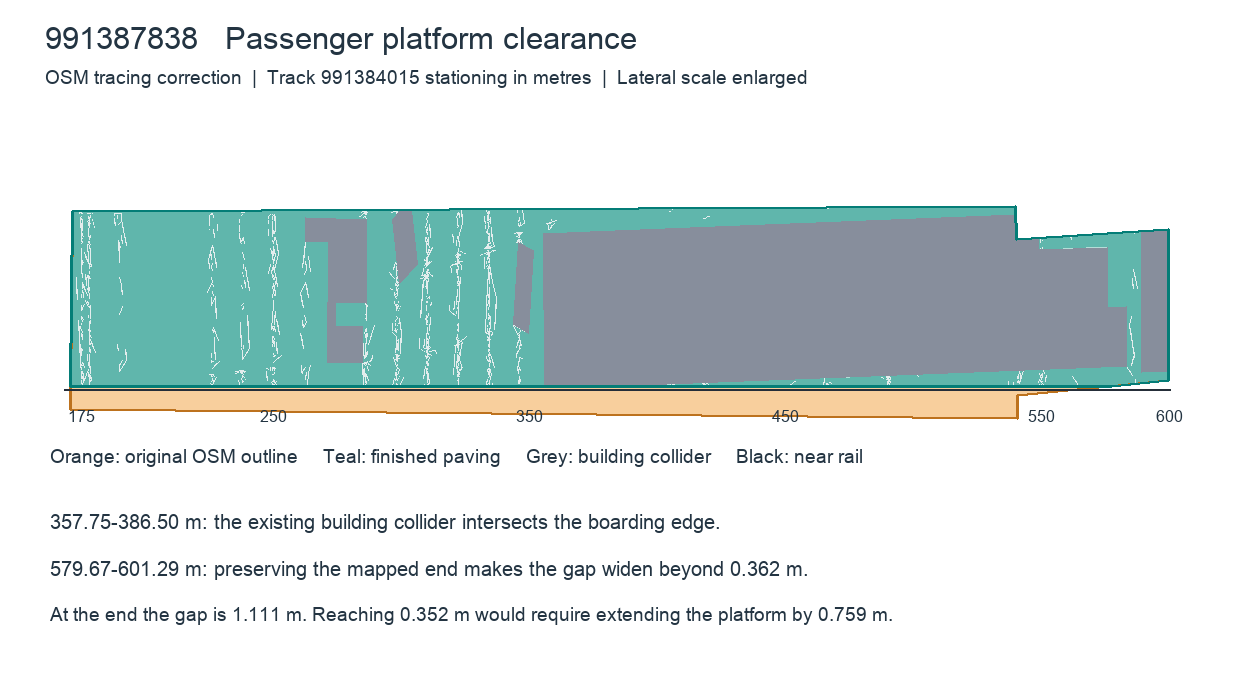 991387838 Passenger platform clearance
OSM tracing correction | Track 991384015 stationing in metres | Lateral scale enlarged
175 250 350 450 550 600
Orange: original OSM outline Teal: finished paving Grey: building collider Black: near rail
357.75-386.50 m: the existing building collider intersects the boarding edge.
579.67-601.29 m: preserving the mapped end makes the gap widen beyond 0.362 m.
At the end the gap is 1.111 m. Reaching 0.352 m would require extending the platform by 0.759 m.